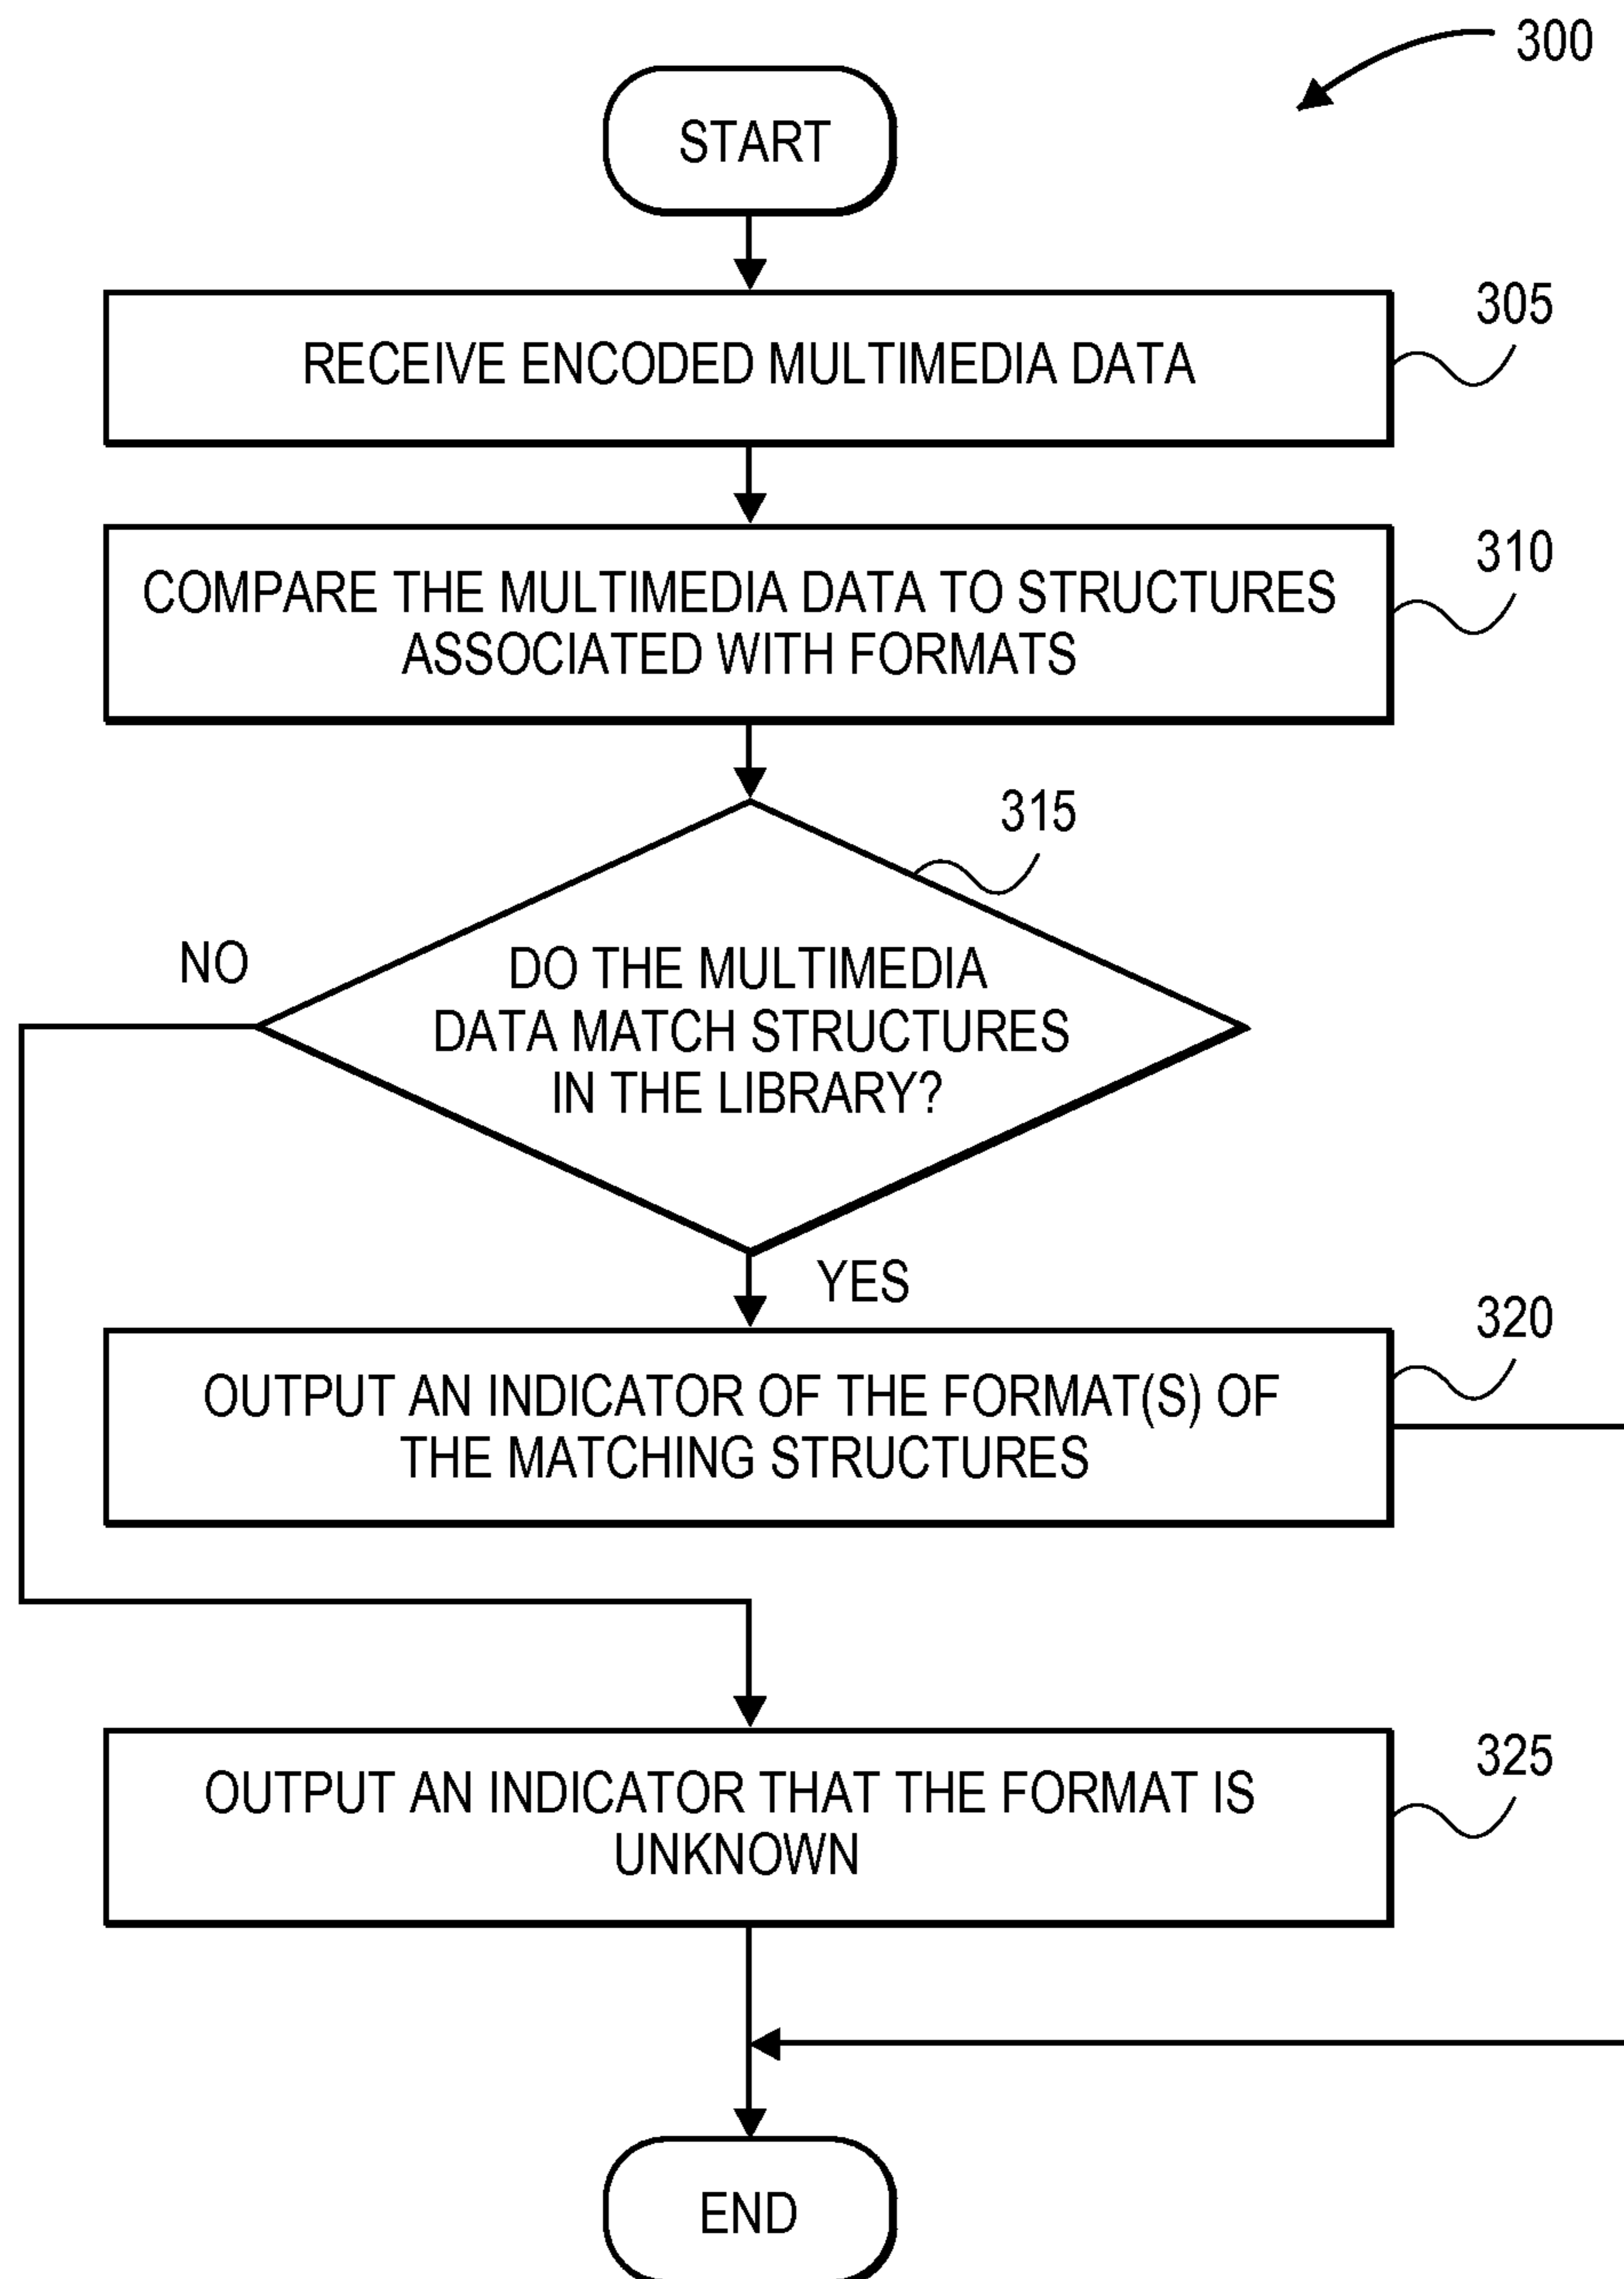 300
START
RECEIVE ENCODED MULTIMEDIA DATA
305
COMPARE THE MULTIMEDIA DATA TO STRUCTURES
ASSOCIATED WITH FORMATS
310
315
NO
DO THE MULTIMEDIA
DATA MATCH STRUCTURES
IN THE LIBRARY?
YES
320
OUTPUT AN INDICATOR OF THE FORMAT(S) OF
THE MATCHING STRUCTURES
325
OUTPUT AN INDICATOR THAT THE FORMAT IS
UNKNOWN
END